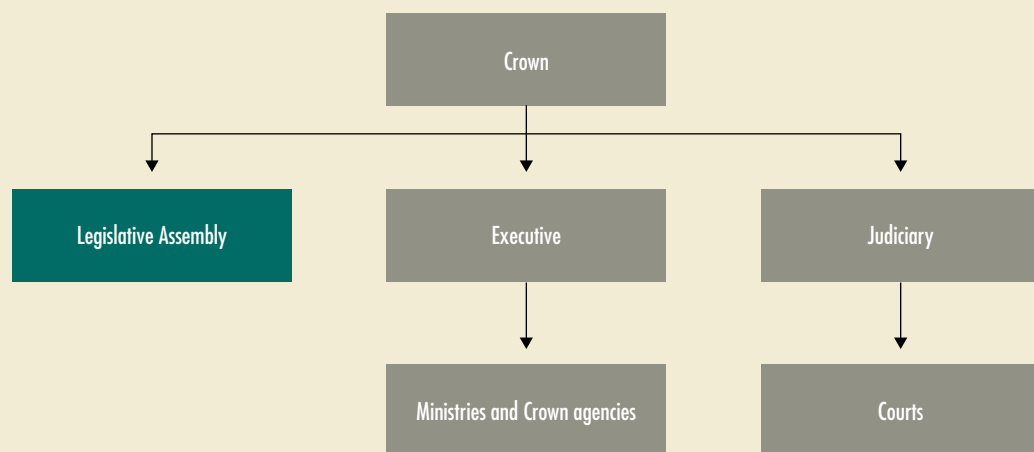 Crown
Legislative Assembly
Executive
Judiciary
Ministries and Crown agencies
Courts